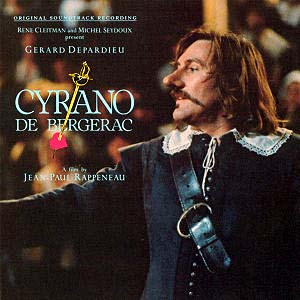 ORIGINAL SOUNDTRACK RECORDING
RENE CLEITMAN AND MICHEL SEYDOUX
present
GERARD DEPARDIEU
CYRANO
DE BERGERAC
A film by
JEAN-PAUL RAPPENEAU